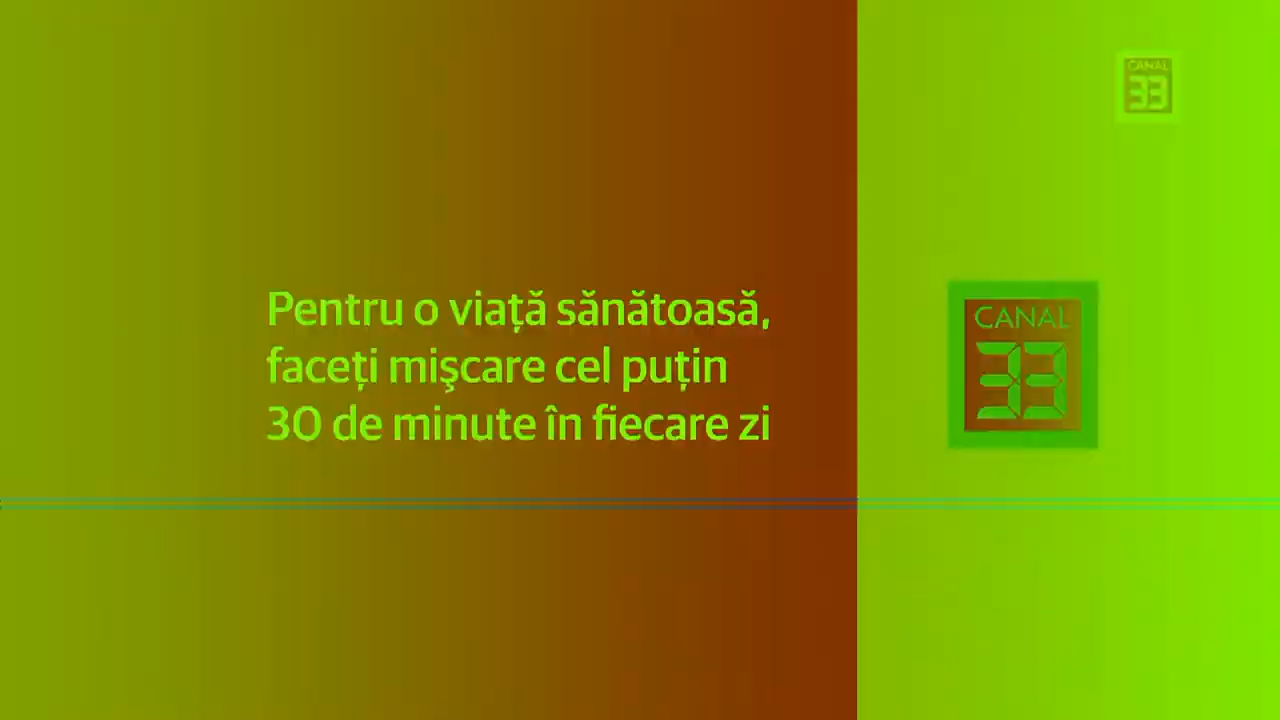 CANAL
33
Pentru o viață sănătoasă,
faceți mişcare cel puțin
30 de minute în fiecare zi
CANAL
33